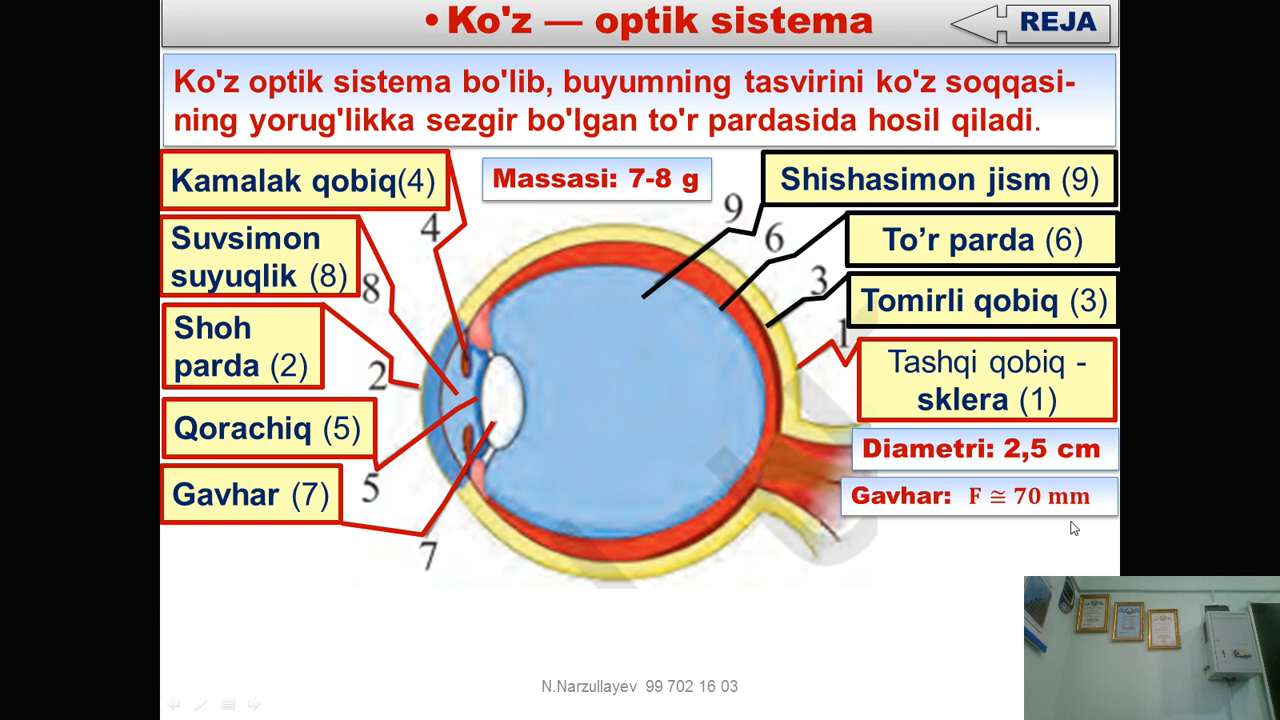 • Ko'z — optik sistema
REJA
Ko'z optik sistema bo'lib, buyumning tasvirini ko'z soqqasi-
ning yorug'likka sezgir bo'lgan to'r pardasida hosil qiladi.
Kamalak qobiq(4)
Massasi: 7-8 g
Shishasimon jism (9)
Suvsimon
suyuqlik (8)
To’r parda (6)
Tomirli qobiq (3)
Shoh
parda (2)
Tashqi qobiq -
sklera (1)
Qorachiq (5)
Diametri: 2,5 cm
Gavhar (7)
Gavhar: F ≅ 70 mm
4
8
2
5
7
9
6
3
1
N.Narzullayev 99 702 16 03